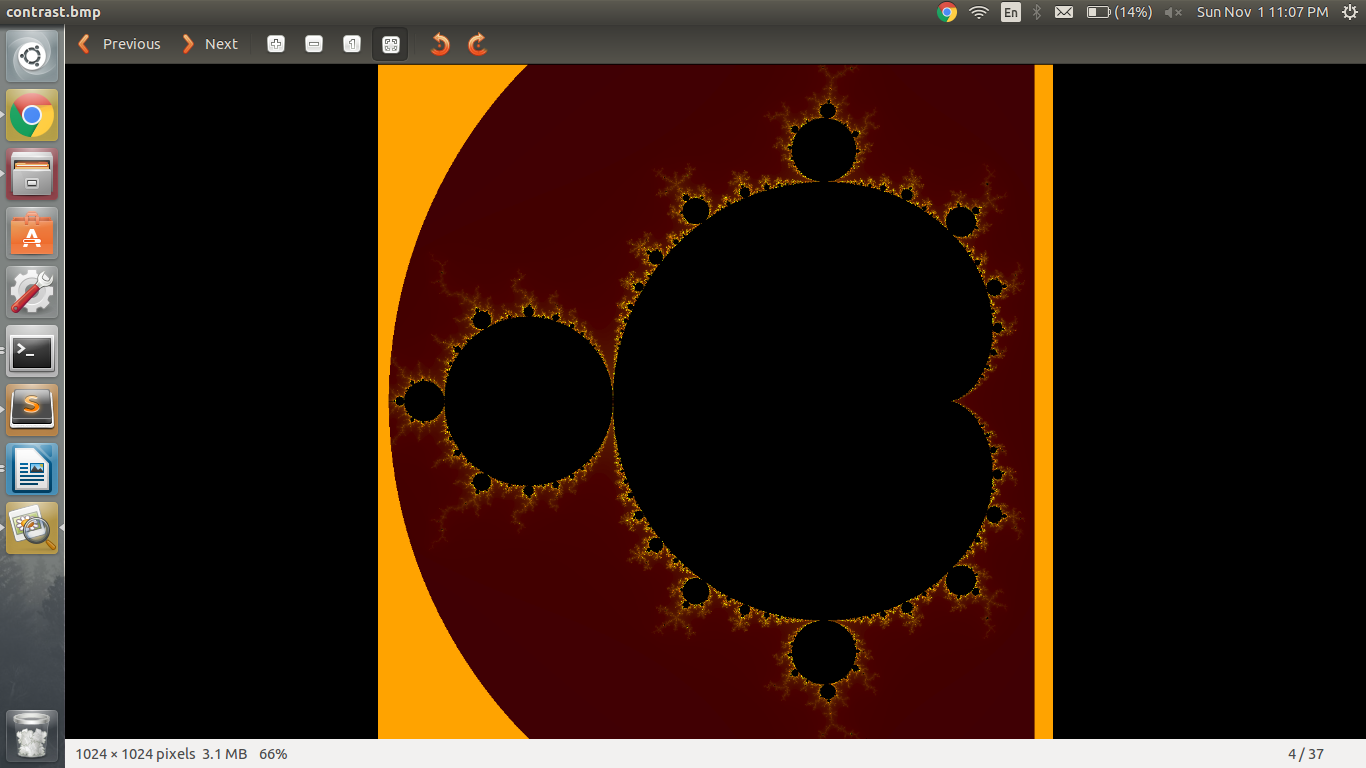 contrast.bmp
En (14%) Sun Nov 1 11:07 PM
Previous Next 1
1024 × 1024 pixels 3.1 MB 66% 4 / 37